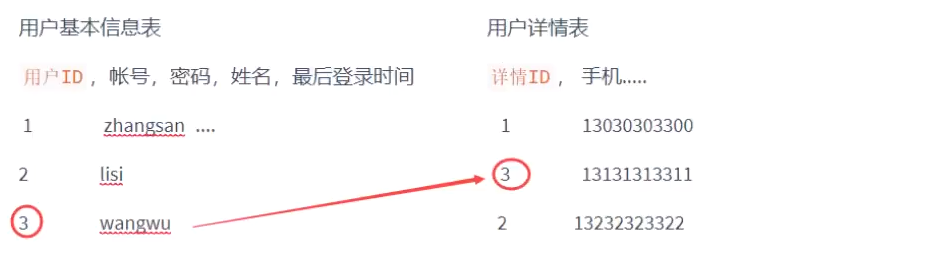 用户基本信息表
用户ID，帐号，密码，姓名，最后登录时间
1 zhangsan ....
2 lisi
3 wangwu
用户详情表
详情ID，手机.....
1 13030303300
3 13131313311
2 13232323322